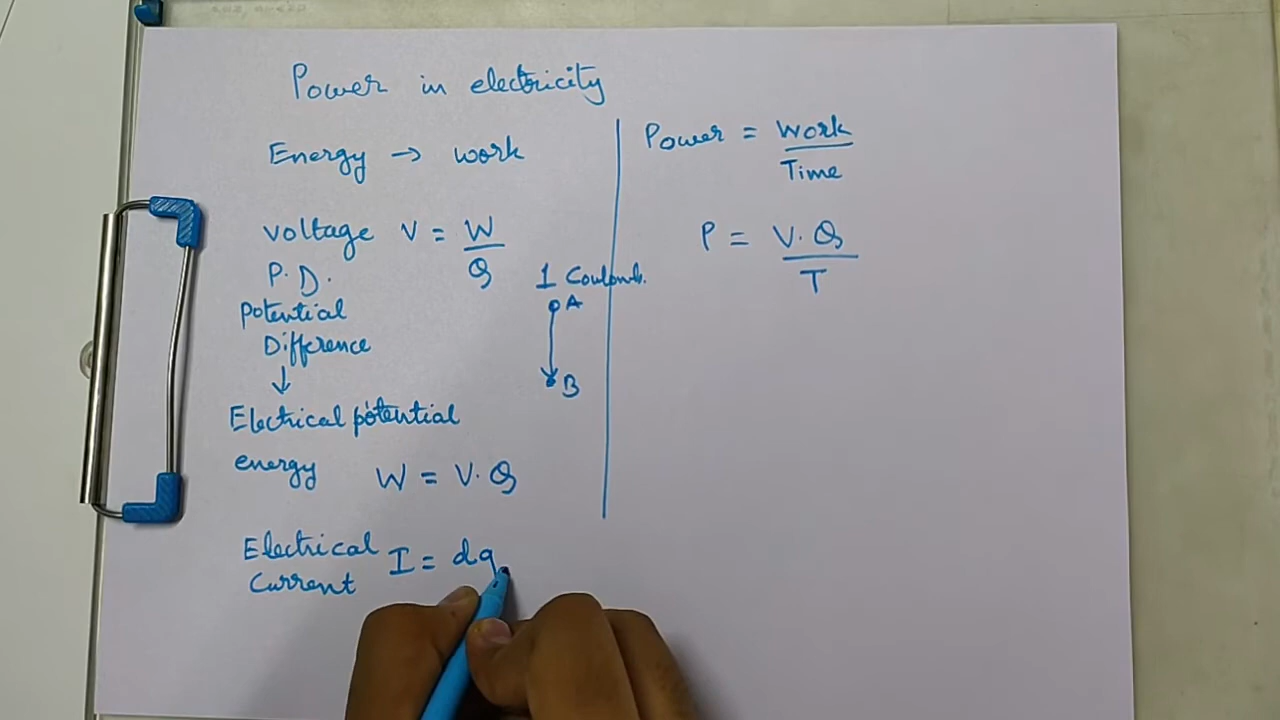 Power in electricity
Energy → work
voltage V = W
Q
P. D.
Potential
Difference
↓
Electrical potential
energy W = V. Q
Electrical I = dq
Current
1 Coulomb.
A
B
Power = Work
Time
P = V. Q
T